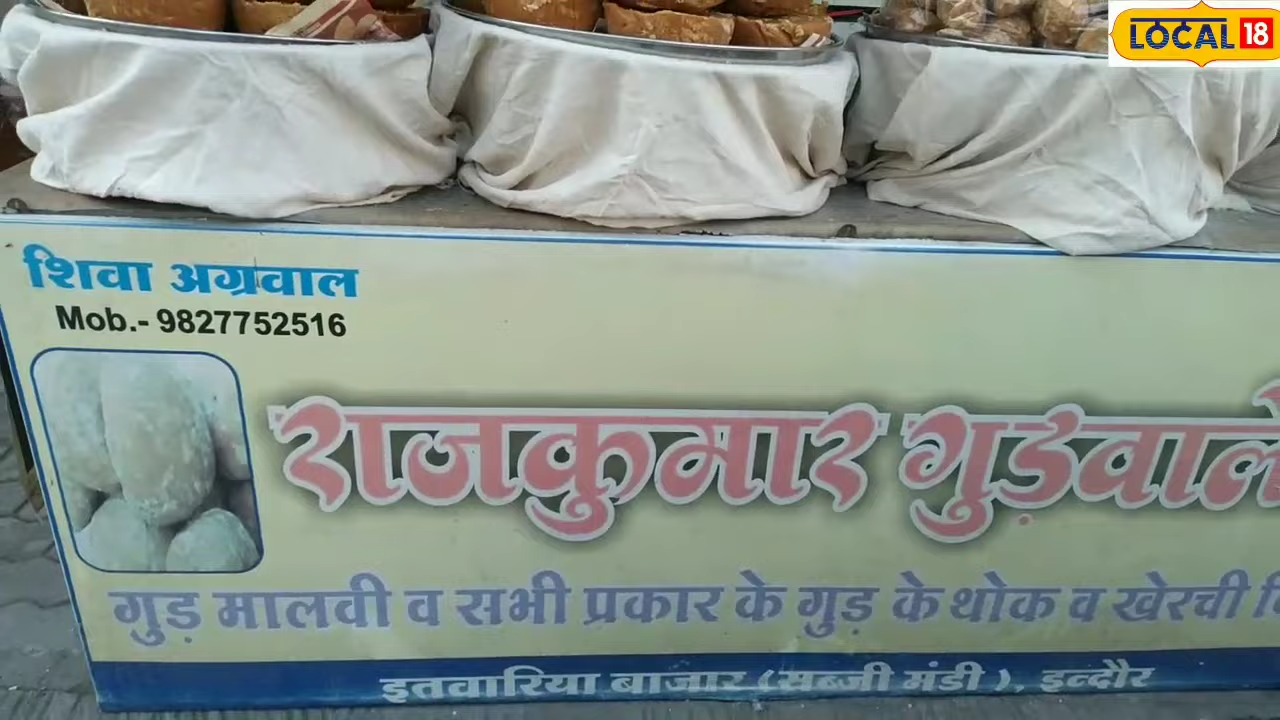 LOCAL 18
शिवा अग्रवाल
Mob.- 9827752516
राजकुमार गुड़वाले
गुड़ मालवी व सभी प्रकार के गुड़ के थोक व खेरची
इतवारिया बाजार (सब्जी मंडी ), इन्दौर